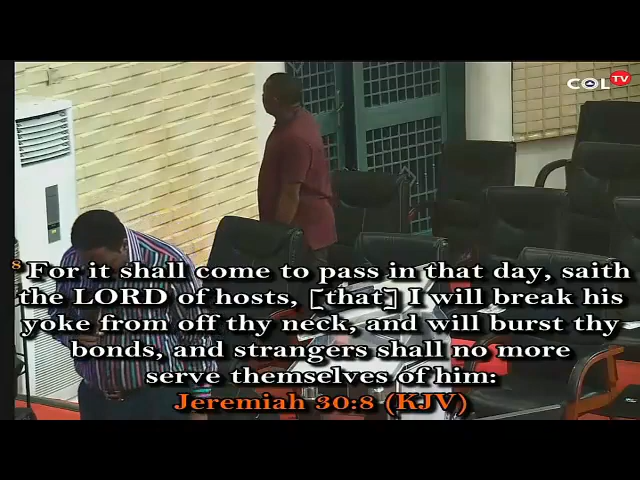 COL TV
8 For it shall come to pass in that day, saith
the LORD of hosts, [that] I will break his
yoke from off thy neck, and will burst thy
bonds, and strangers shall no more
serve themselves of him:
Jeremiah 30:8 (KJV)